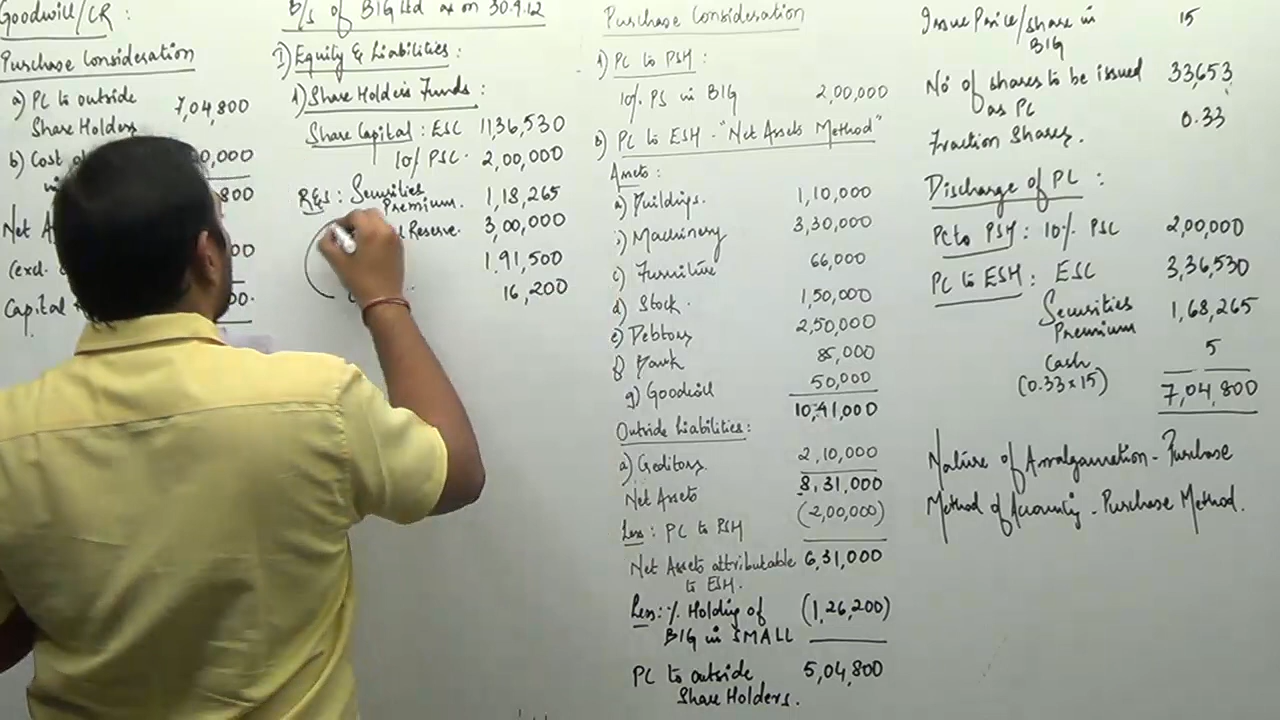 Goodwill/CR:
Purchase Consideration
a) PC to outside
Share Holders 7,04,800
b) Cost
0,000
800
Net
00
(excl.
Capital
00.
B/s of BIG Ltd as on 30.9.12
I) Equity & Liabilities:
1) Share Holders Funds:
Share Capital: ESC 11,36,530
10% PSC. 2,00,000
R&S: Securities
Premium. 1,18,265
Reserve. 3,00,000
1,91,500
16,200
Purchase Consideration
1) PC to PSH:
10% PS in BIG 2,00,000
2) PC to ESH - "Net Assets Method"
Assets:
a) Buildings. 1,10,000
b) Machinery 3,30,000
c) Furniture 66,000
d) Stock. 1,50,000
e) Debtors 2,50,000
f) Bank 85,000
g) Goodwill 50,000
10,41,000
Outside Liabilities:
a) Creditors 2,10,000
Net Assets 8,31,000
Less: PC to PSH (2,00,000)
Net Assets attributable 6,31,000
to ESH.
Less: % Holding of (1,26,200)
BIG in SMALL
PC to outside 5,04,800
Share Holders.
Issue Price/share in 15
BIG
No of shares to be issued 33,653
as PC
Fraction Shares. 0.33
Discharge of PC:
PC to PSH: 10% PSC 2,00,000
PC to ESH: ESC 3,36,530
Securities
Premium 1,68,265
Cash 5
(0.33x15)
7,04,800
Nature of Amalgamation - Purchase
Method of Accounting - Purchase Method.